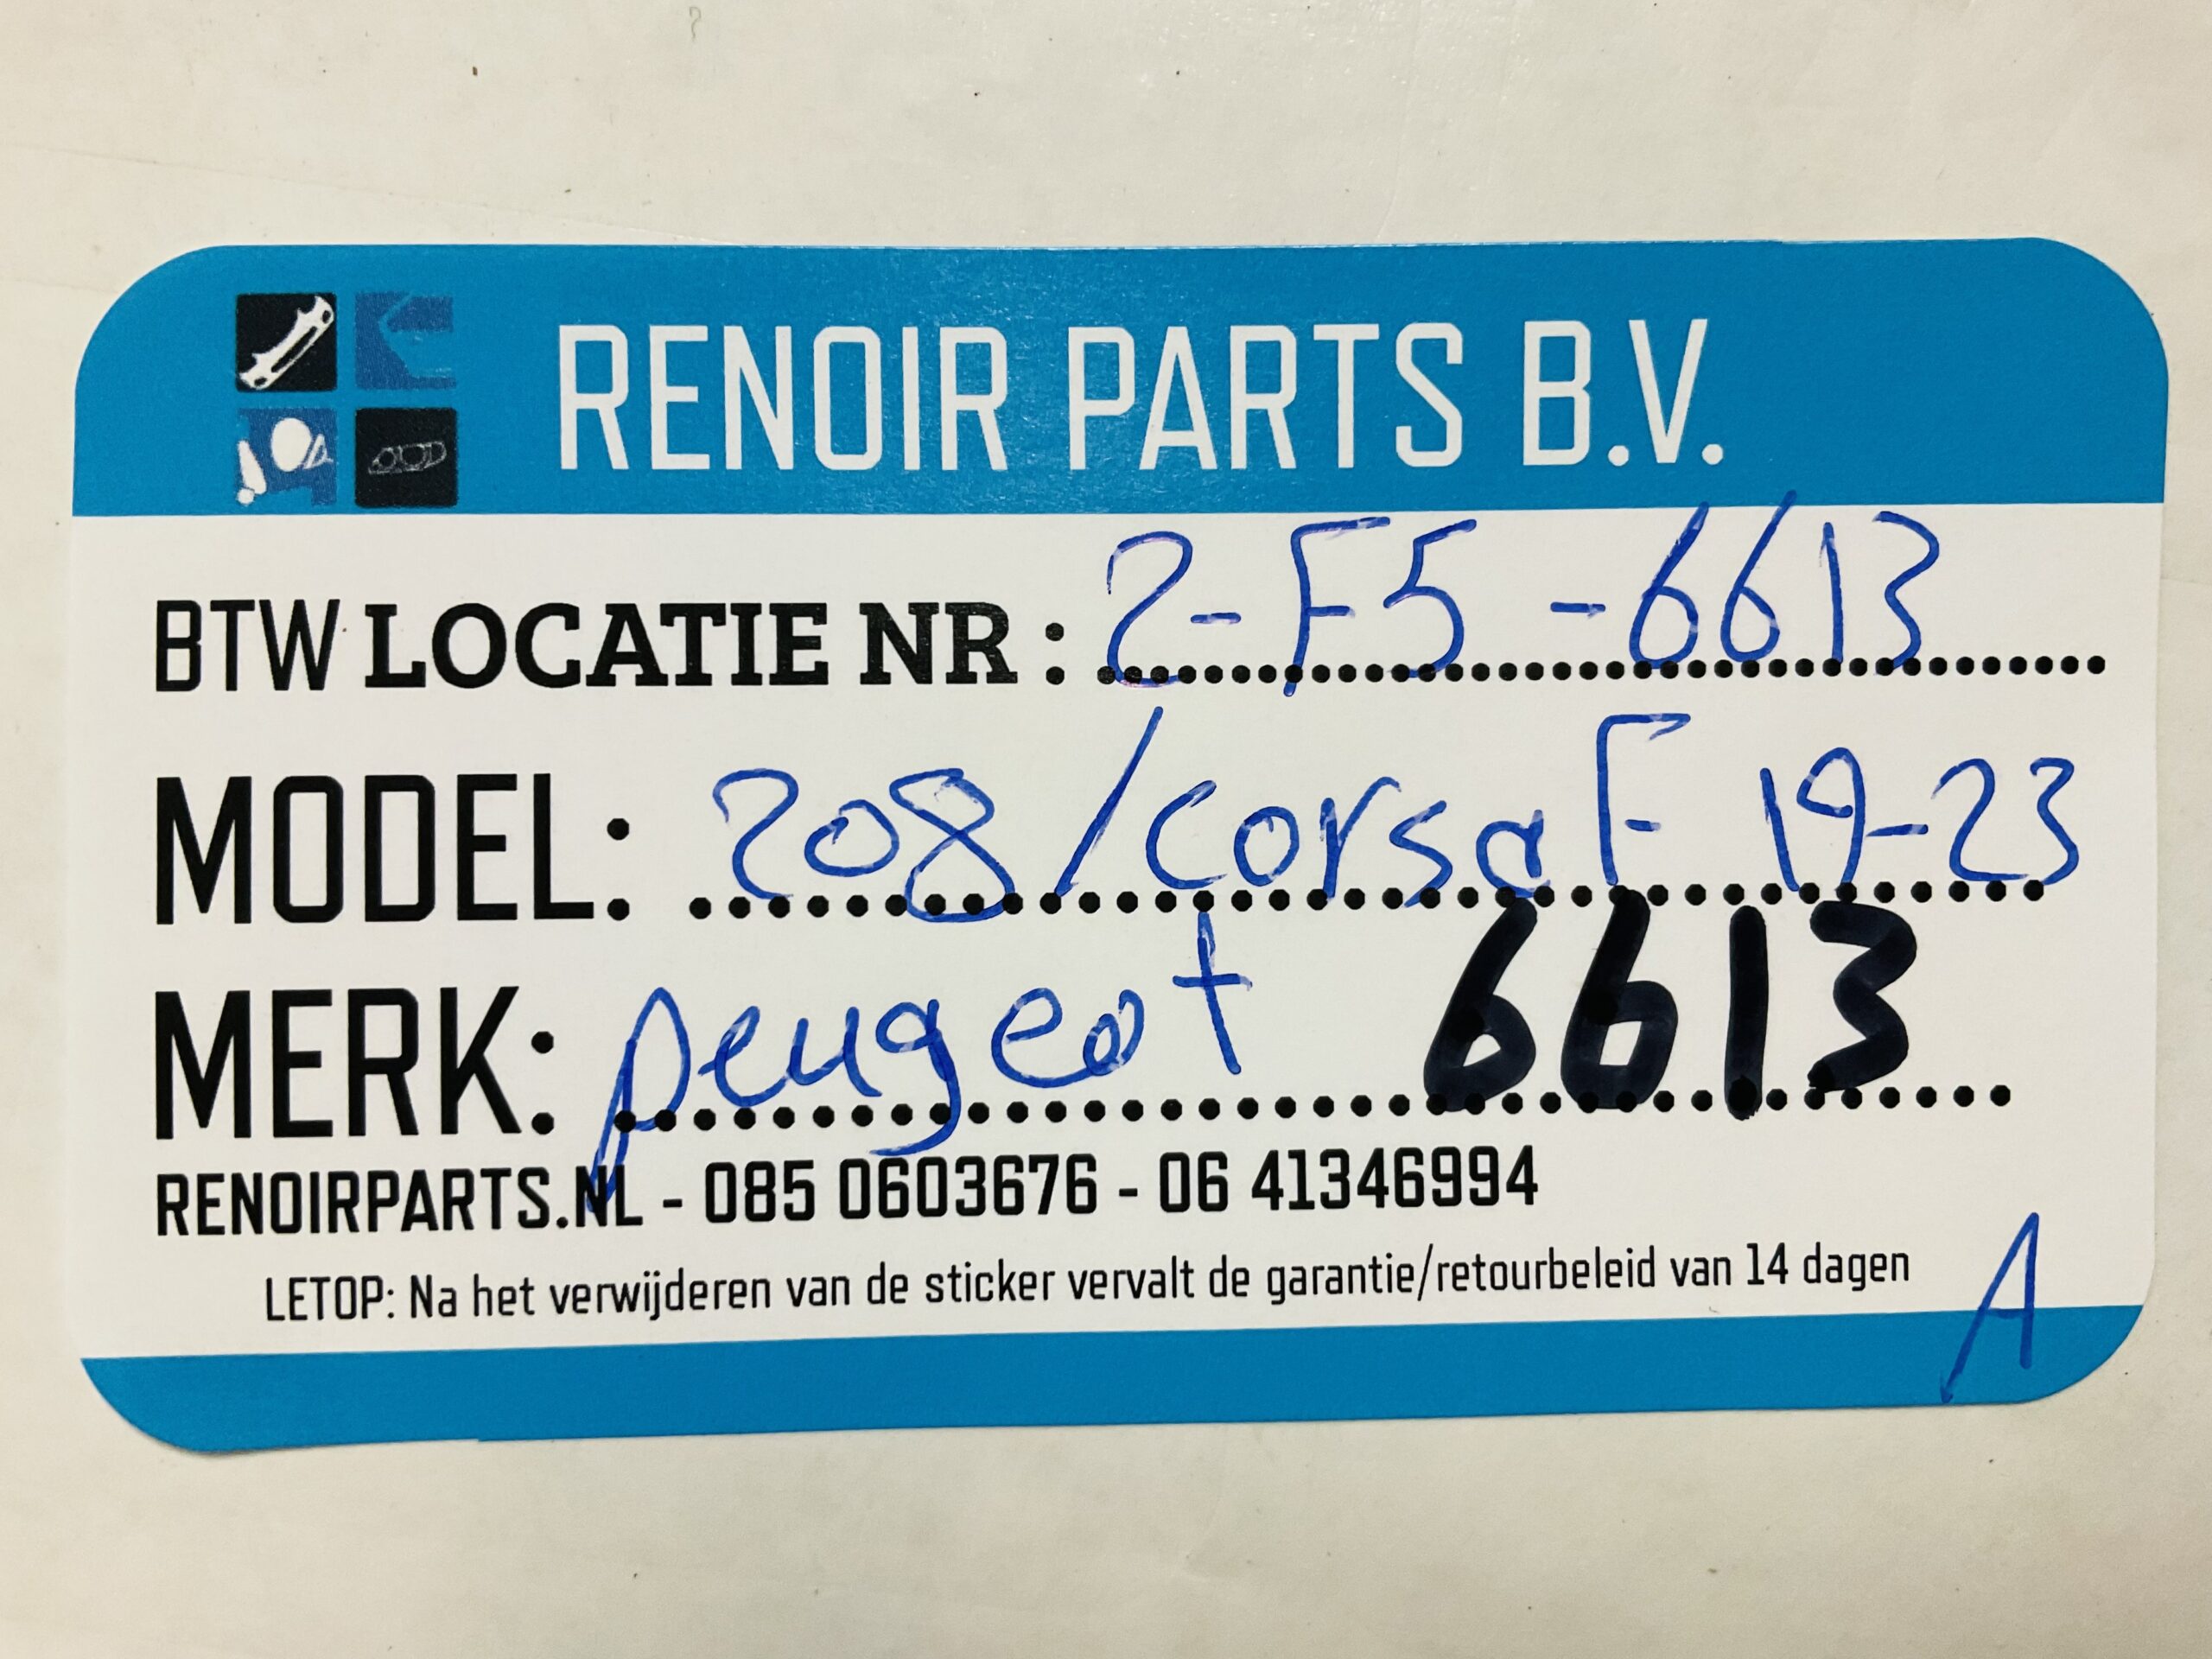 RENOIR PARTS B.V.
BTW LOCATIE NR : 2-F5 -6613
MODEL: 208/corsa F 19-23
MERK: peugeot 6613
RENOIRPARTS.NL - 085 0603676 - 06 41346994
LETOP: Na het verwijderen van de sticker vervalt de garantie/retourbeleid van 14 dagen
A